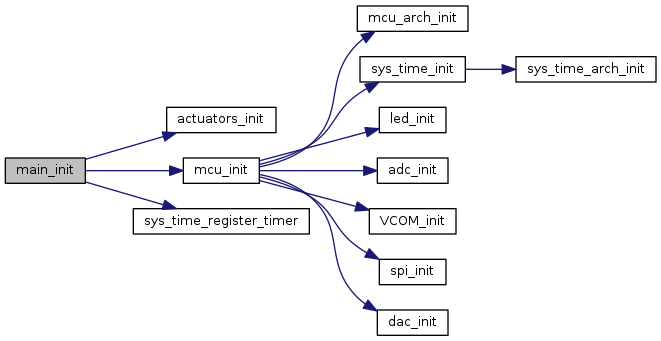 mcu_arch_init
sys_time_init
sys_time_arch_init
actuators_init
led_init
main_init
mcu_init
adc_init
sys_time_register_timer
VCOM_init
spi_init
dac_init